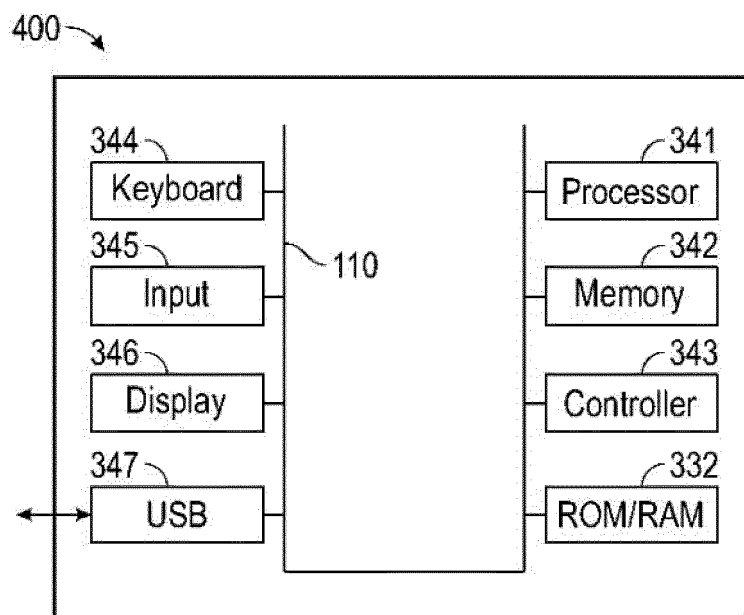 400
344
Keyboard
345
Input
346
Display
347
USB
110
341
Processor
342
Memory
343
Controller
332
ROM/RAM